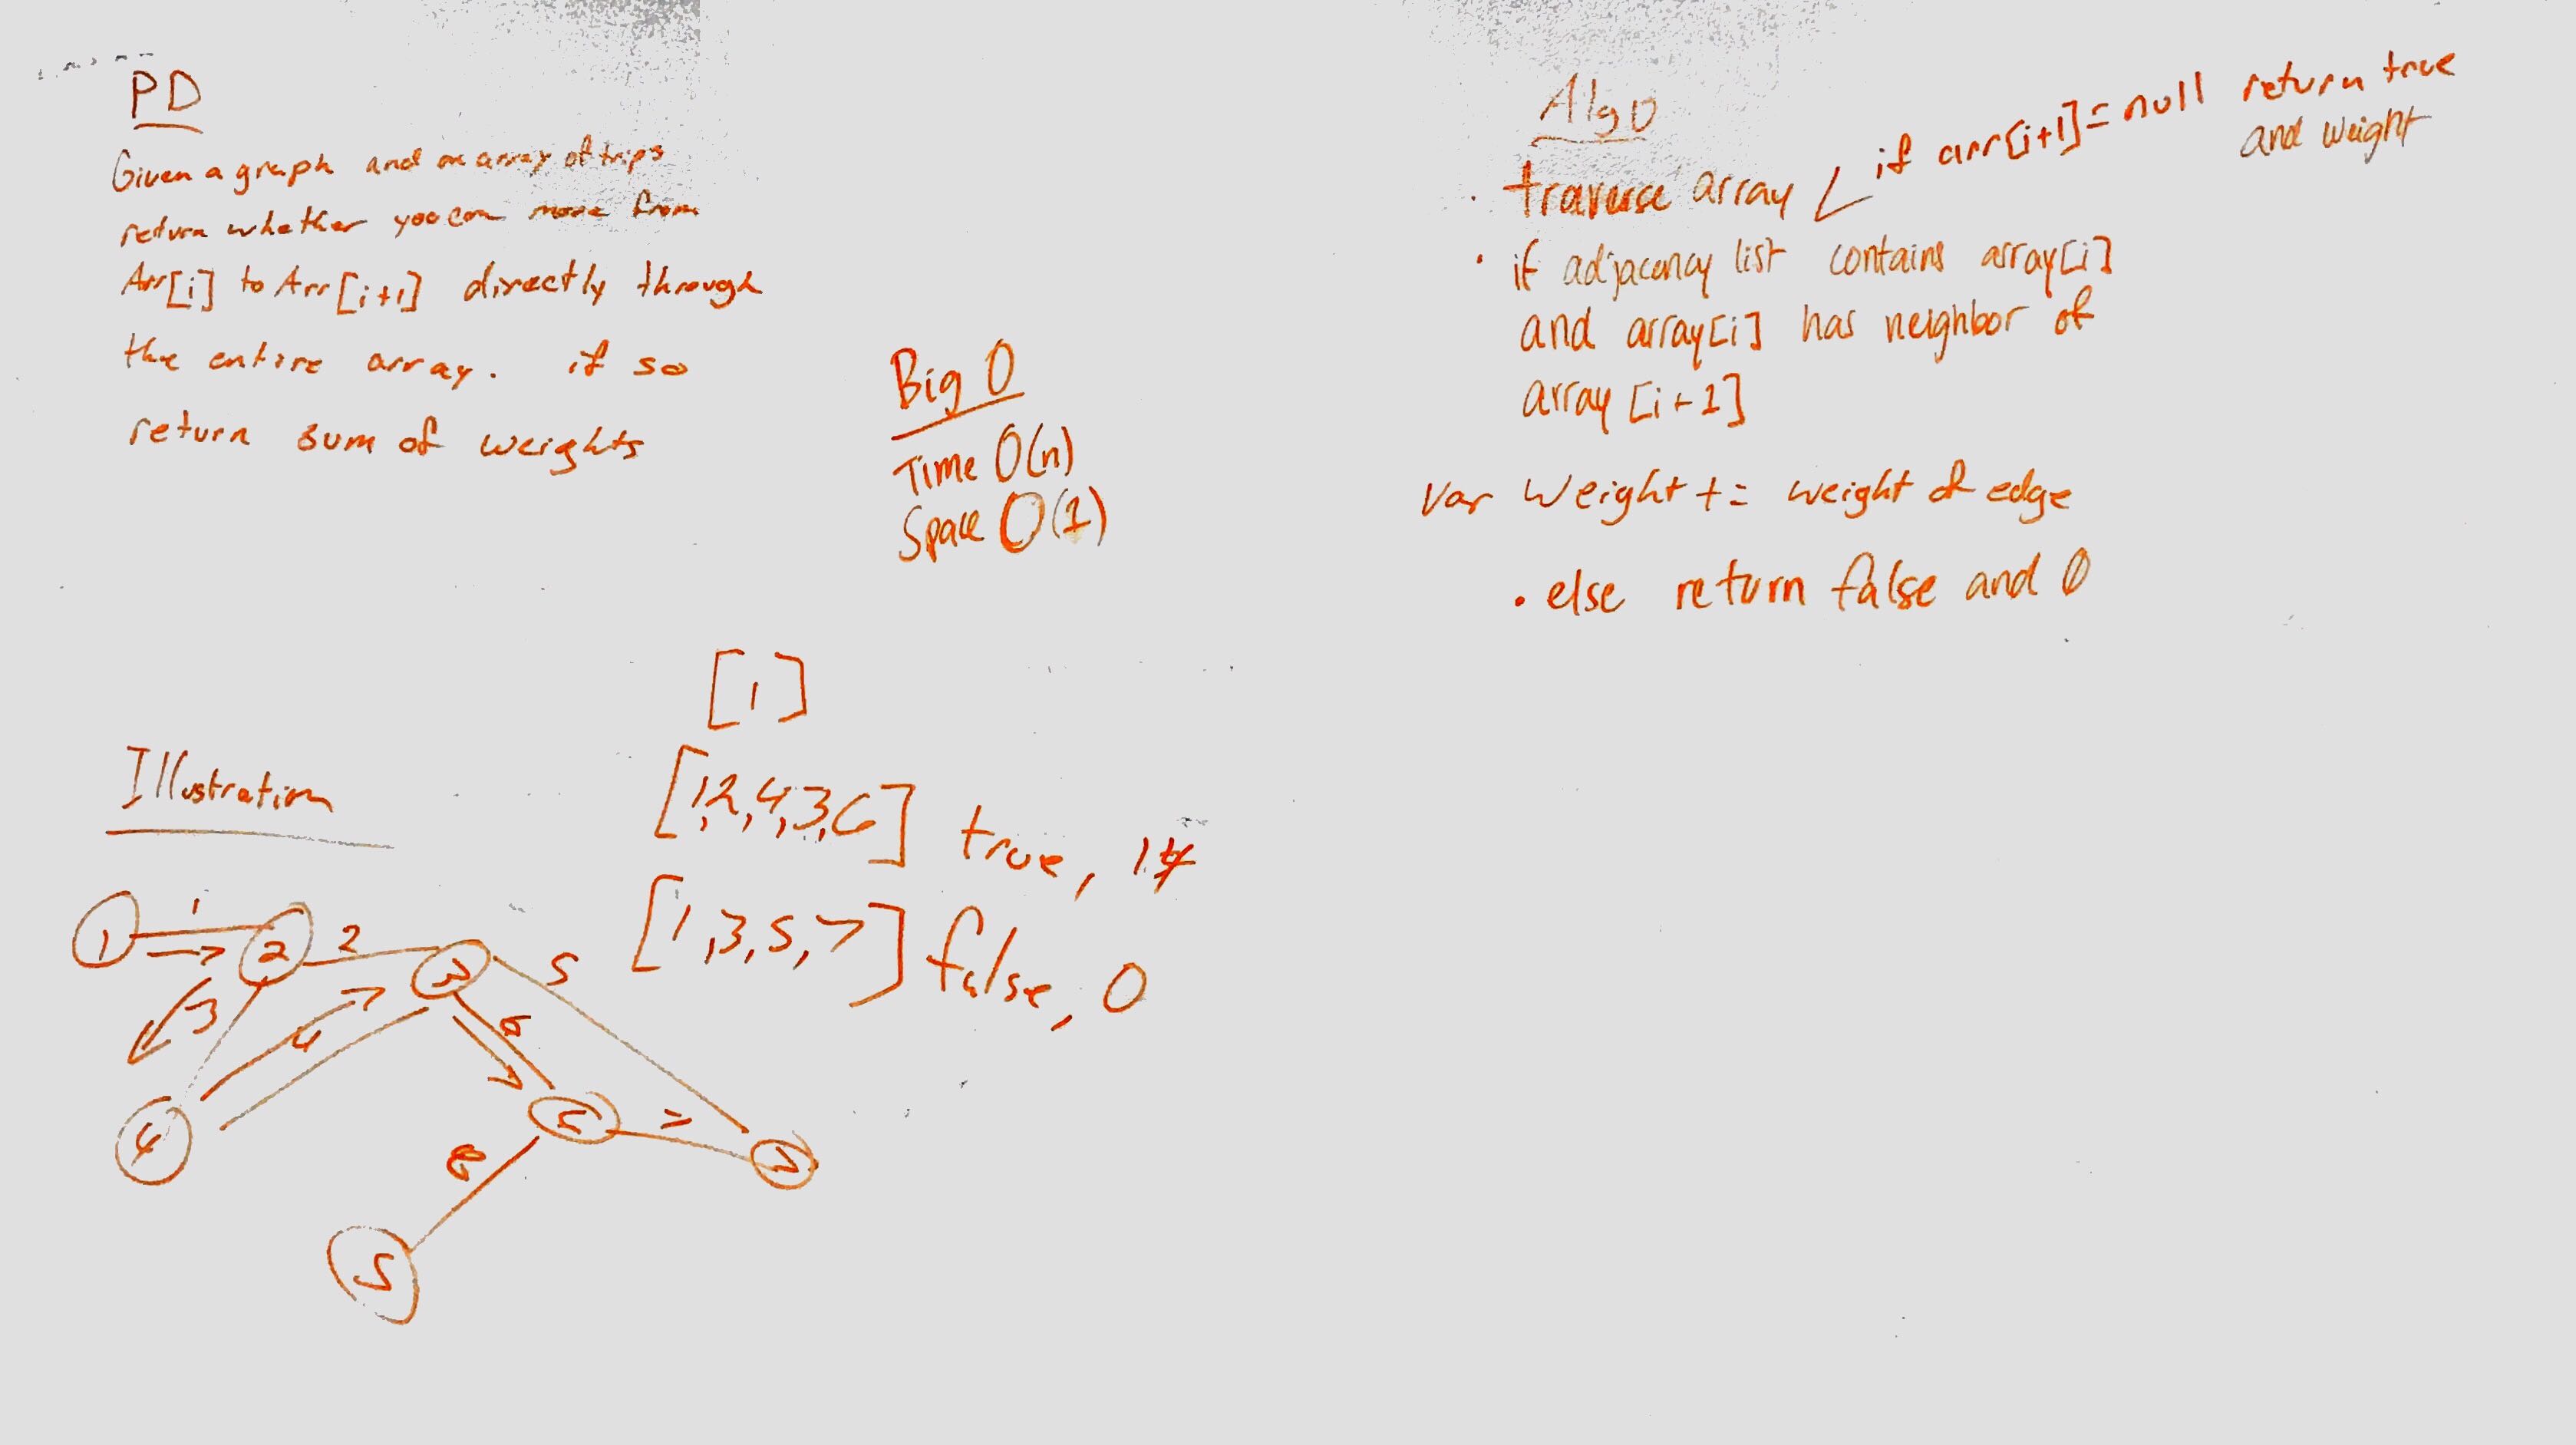 PD
Given a graph and an array of trips
return whether you can move from
Arr[i] to Arr[i+1] directly through
the entire array. if so
return sum of weights
Big O
Time O(n)
Space O(1)
Algo
traverse array
if arr[i+1] = null return true
and weight
if adjacency list contains array[i]
and array[i] has neighbor of
array [i+1]
var weight += weight of edge
else return false and 0
[1]
[1,2,4,3,6] true,
[1,3,5,7] false, 0
Illustration
1
1
2
2
3
5
3
4
6
4
7
8
5